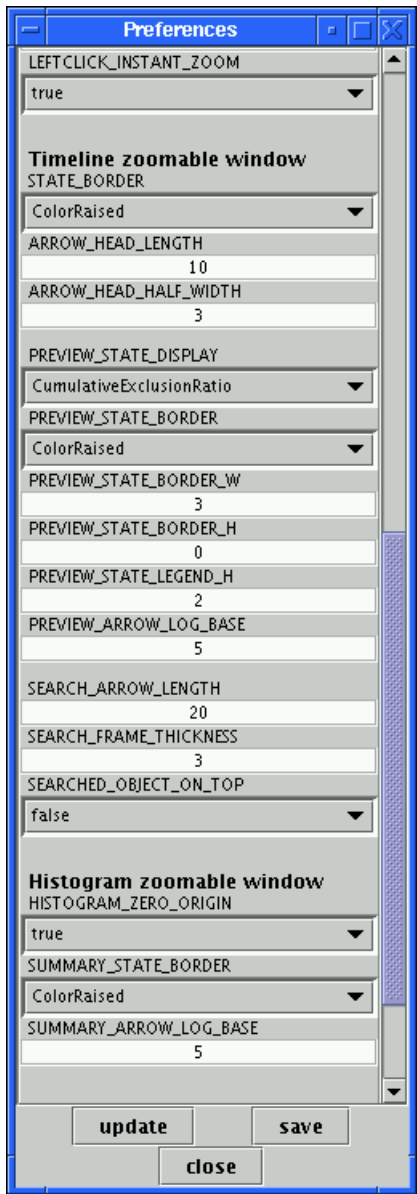 Preferences
LEFTCLICK_INSTANT_ZOOM
true
Timeline zoomable window
STATE_BORDER
ColorRaised
ARROW_HEAD_LENGTH
10
ARROW_HEAD_HALF_WIDTH
3
PREVIEW_STATE_DISPLAY
CumulativeExclusionRatio
PREVIEW_STATE_BORDER
ColorRaised
PREVIEW_STATE_BORDER_W
3
PREVIEW_STATE_BORDER_H
0
PREVIEW_STATE_LEGEND_H
2
PREVIEW_ARROW_LOG_BASE
5
SEARCH_ARROW_LENGTH
20
SEARCH_FRAME_THICKNESS
3
SEARCHED_OBJECT_ON_TOP
false
Histogram zoomable window
HISTOGRAM_ZERO_ORIGIN
true
SUMMARY_STATE_BORDER
ColorRaised
SUMMARY_ARROW_LOG_BASE
5
update save
close